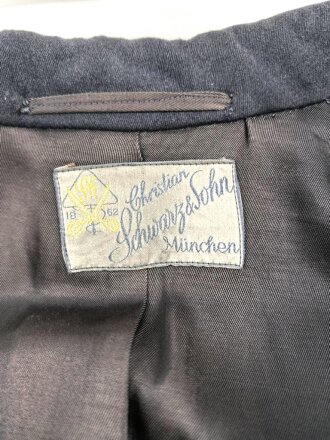 Christian
Schwarz & Sohn
München
18 62